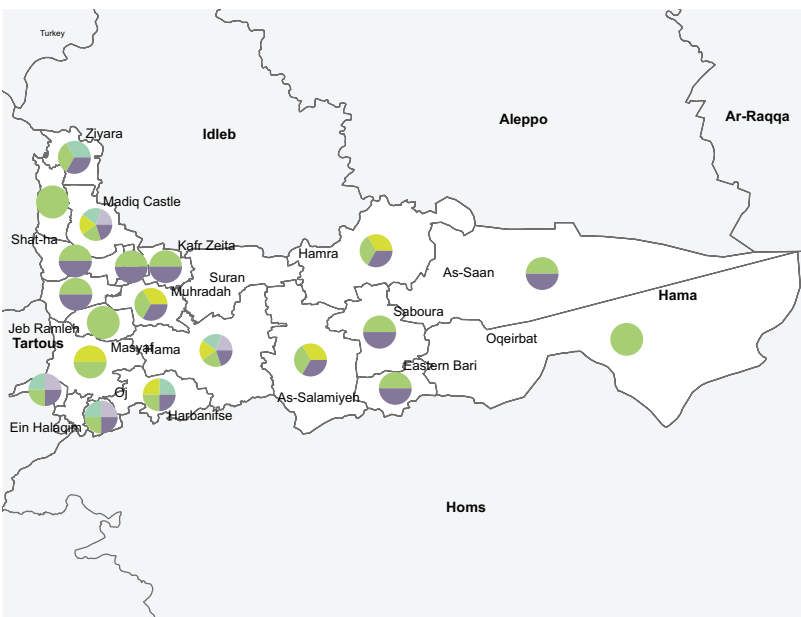 Turkey
Aleppo
Ar-Raqqa
Idleb
Ziyara
Madiq Castle
Shat-ha
Kafr Zeita
Hamra
As-Saan
Suran
Muhradah
Hama
Saboura
Jeb Ramleh
Tartous
Masyaf
Hama
Oqeirbat
Eastern Bari
Oj
As-Salamiyeh
Harbanifse
Ein Halaqim
Homs